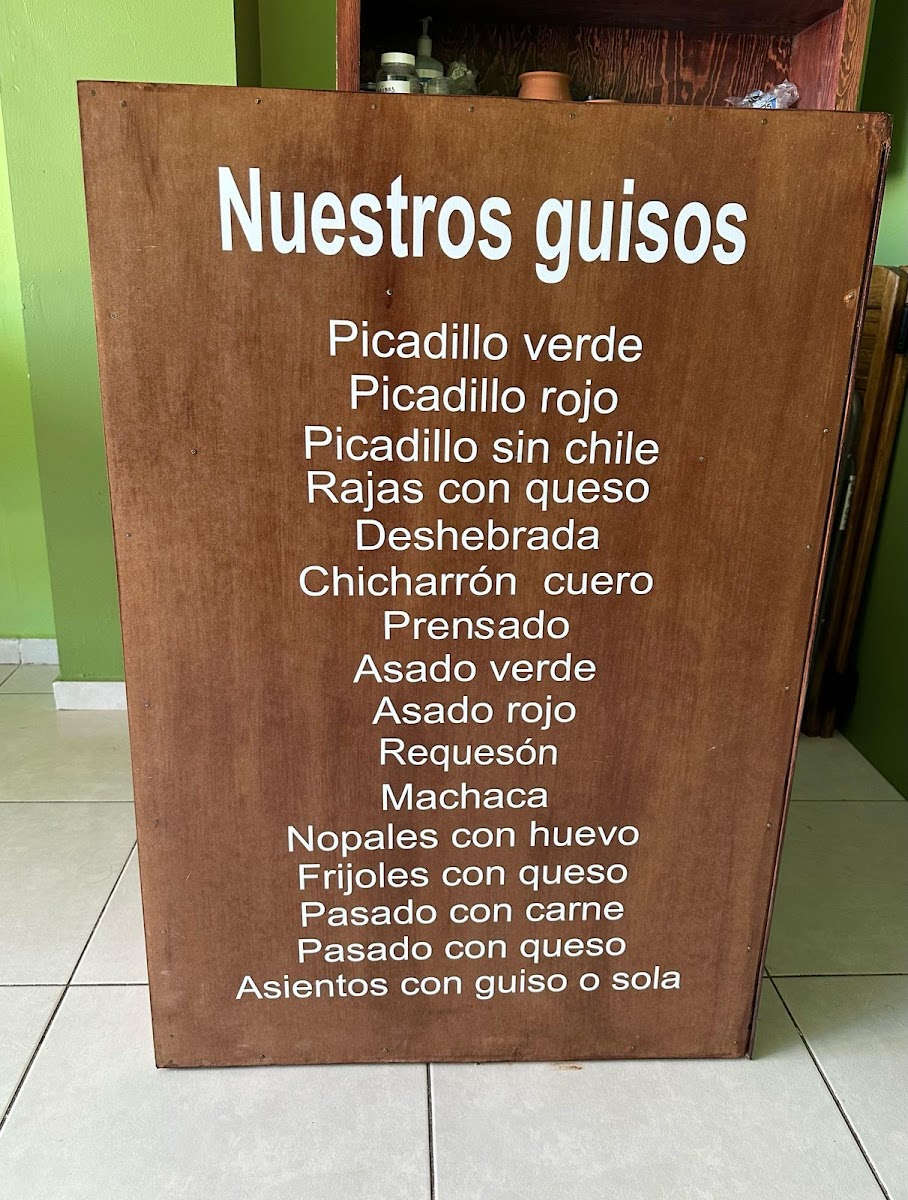 Nuestros guisos
Picadillo verde
Picadillo rojo
Picadillo sin chile
Rajas con queso
Deshebrada
Chicharrón cuero
Prensado
Asado verde
Asado rojo
Requesón
Machaca
Nopales con huevo
Frijoles con queso
Pasado con carne
Pasado con queso
Asientos con guiso o sola